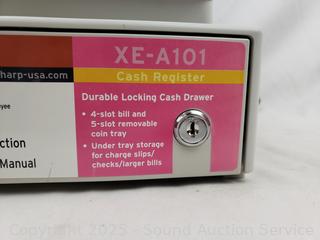 XE-A101
Cash Register
harp-usa.com
Durable Locking Cash Drawer
yee
• 4-slot bill and
5-slot removable
coin tray
• Under tray storage
for charge slips/
checks/larger bills
ction
Manual
Copyright 2025 - Sound Auction Service